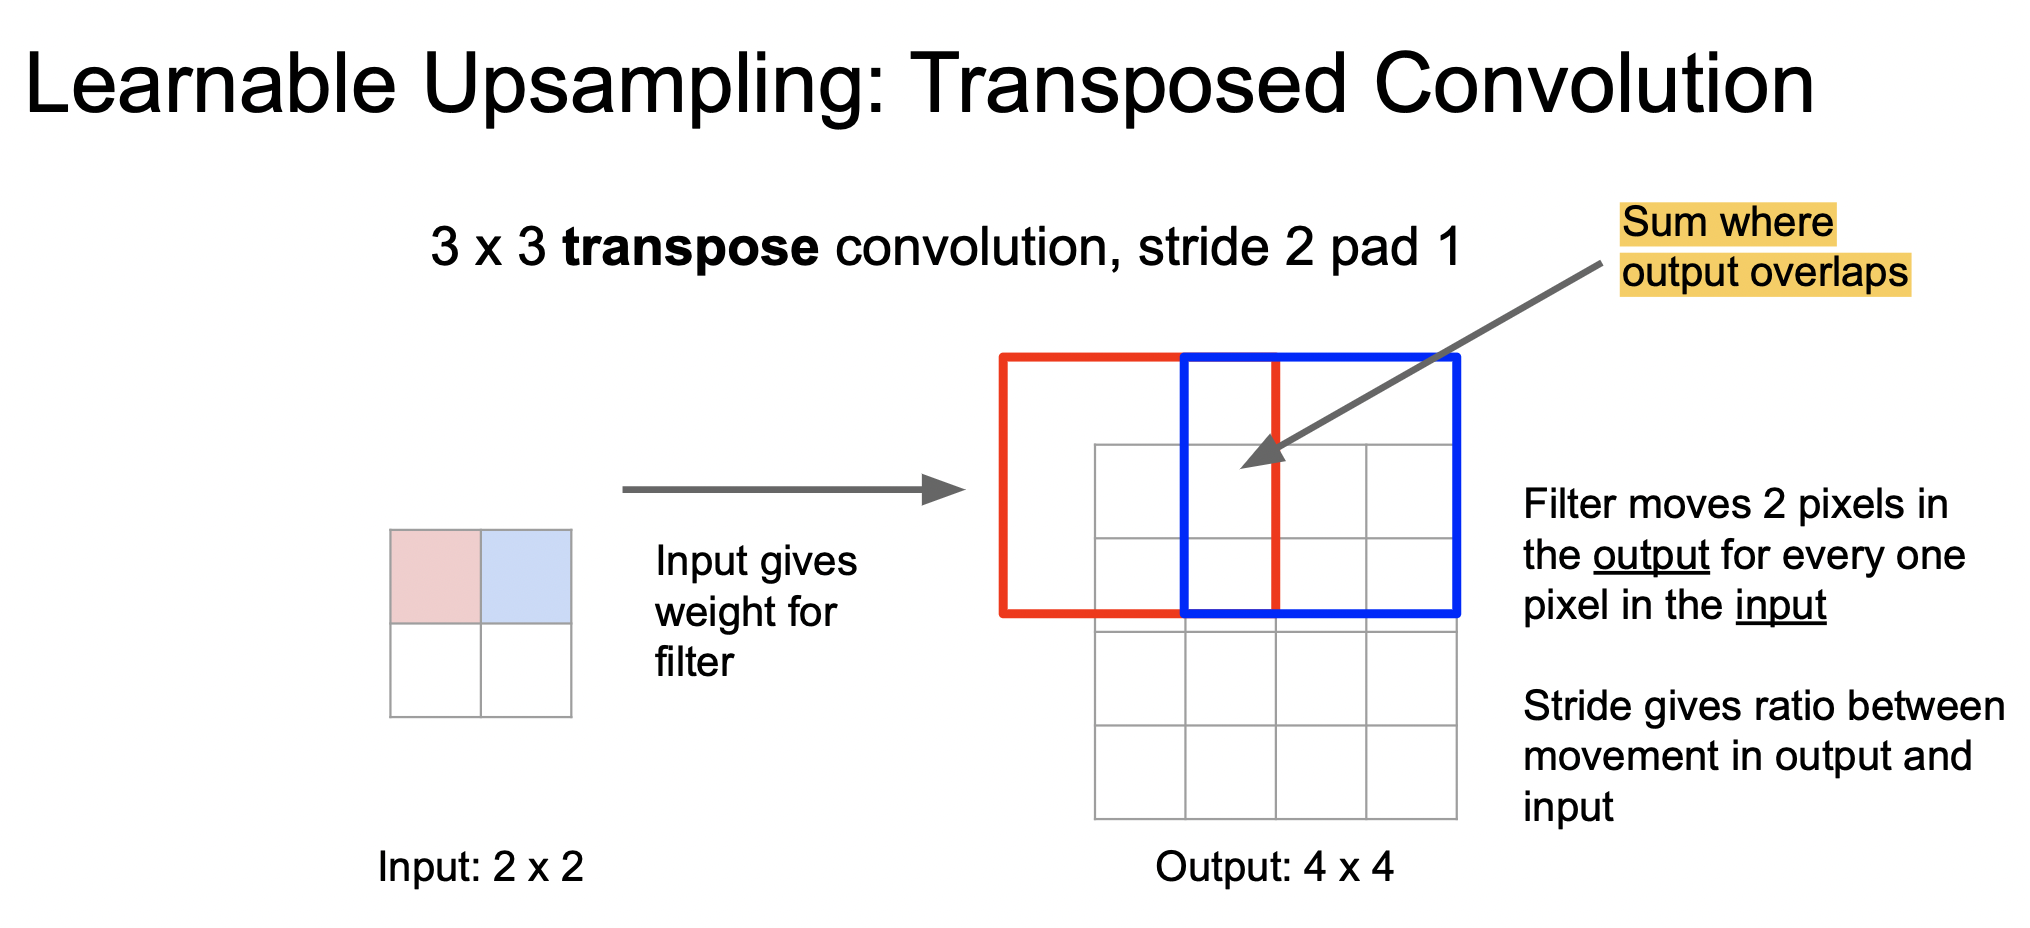 Learnable Upsampling: Transposed Convolution
3 x 3 transpose convolution, stride 2 pad 1
Sum where
output overlaps
Input gives
weight for
filter
Filter moves 2 pixels in
the output for every one
pixel in the input
Stride gives ratio between
movement in output and
input
Input: 2 x 2
Output: 4 x 4